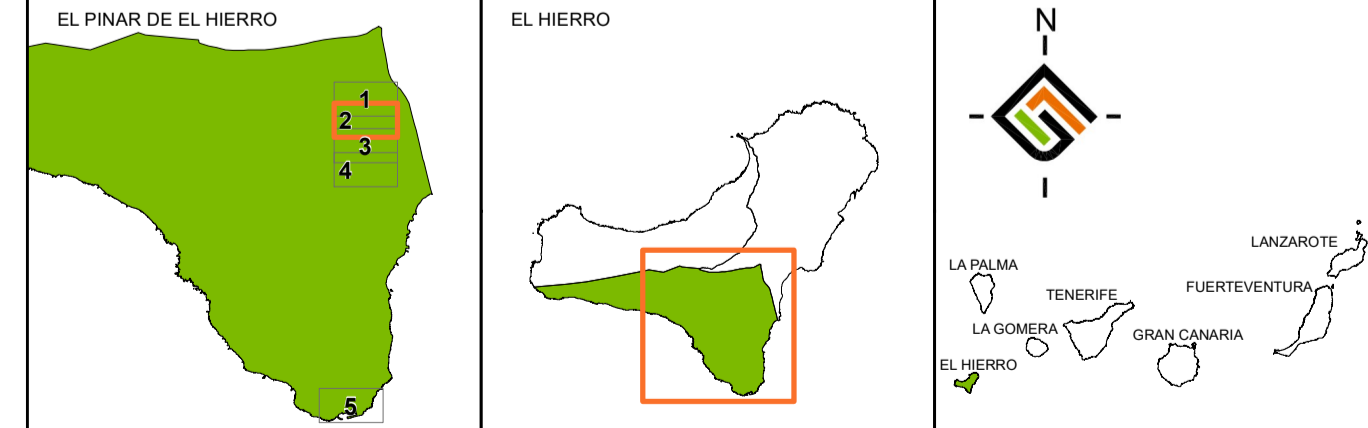 EL PINAR DE EL HIERRO
1
2
3
4
5
EL HIERRO
N
LANZAROTE
LA PALMA
FUERTEVENTURA
TENERIFE
LA GOMERA
GRAN CANARIA
EL HIERRO